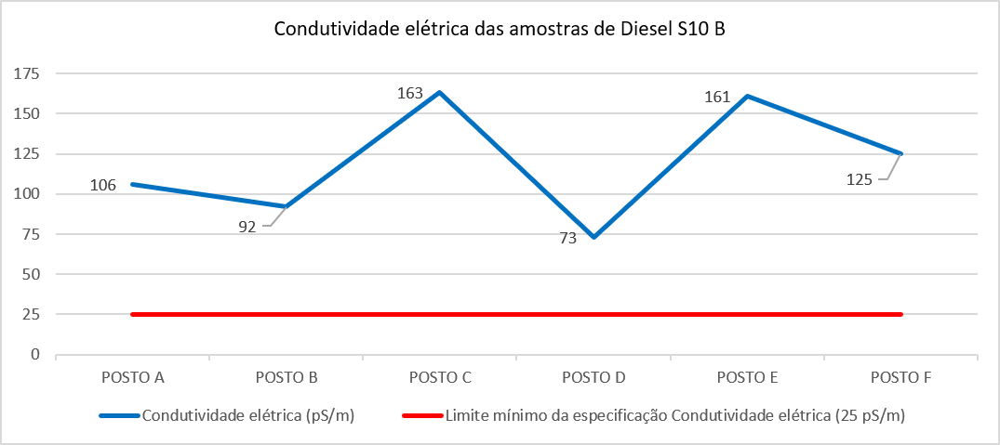 Condutividade elétrica das amostras de Diesel S10 B
175
150
125
100
75
50
25
0
106
92
163
73
161
125
POSTO A
POSTO B
POSTO C
POSTO D
POSTO E
POSTO F
Condutividade elétrica (pS/m)
Limite mínimo da especificação Condutividade elétrica (25 pS/m)